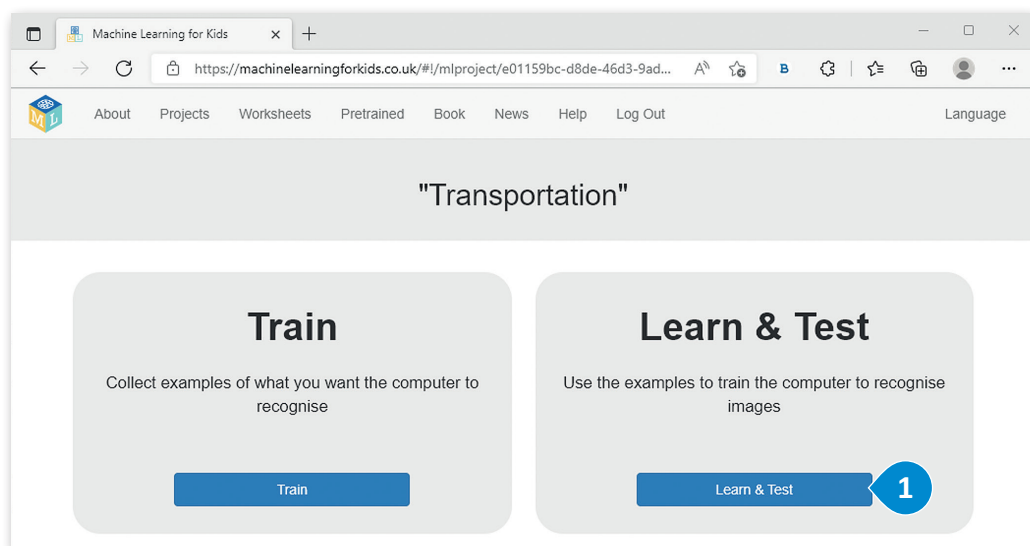 Machine Learning for Kids
https://machinelearningforkids.co.uk/#!/mlproject/e01159bc-d8de-46d3-9ad...
ML
About Projects Worksheets Pretrained Book News Help Log Out Language
"Transportation"
Train
Collect examples of what you want the computer to
recognise
Train
Learn & Test
Use the examples to train the computer to recognise
images
Learn & Test
1